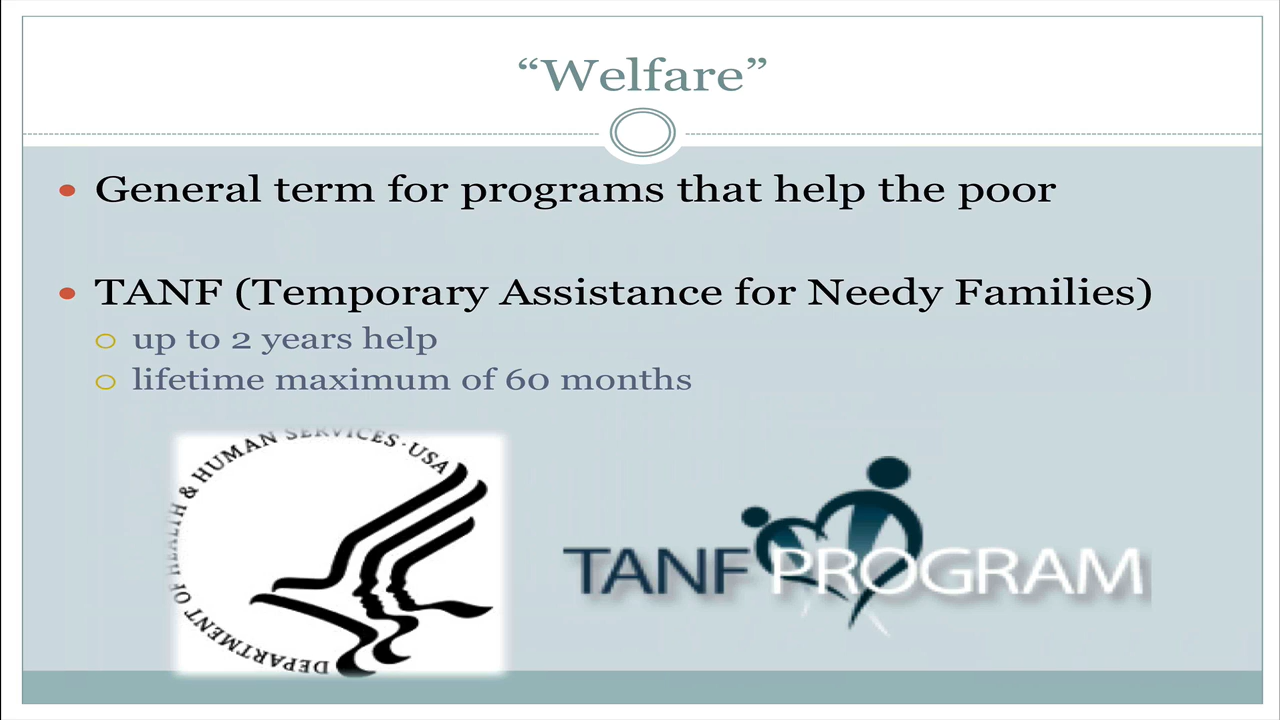 “Welfare”
General term for programs that help the poor
TANF (Temporary Assistance for Needy Families)
up to 2 years help
lifetime maximum of 60 months
DEPARTMENT OF HEALTH & HUMAN SERVICES · USA
TANF PROGRAM